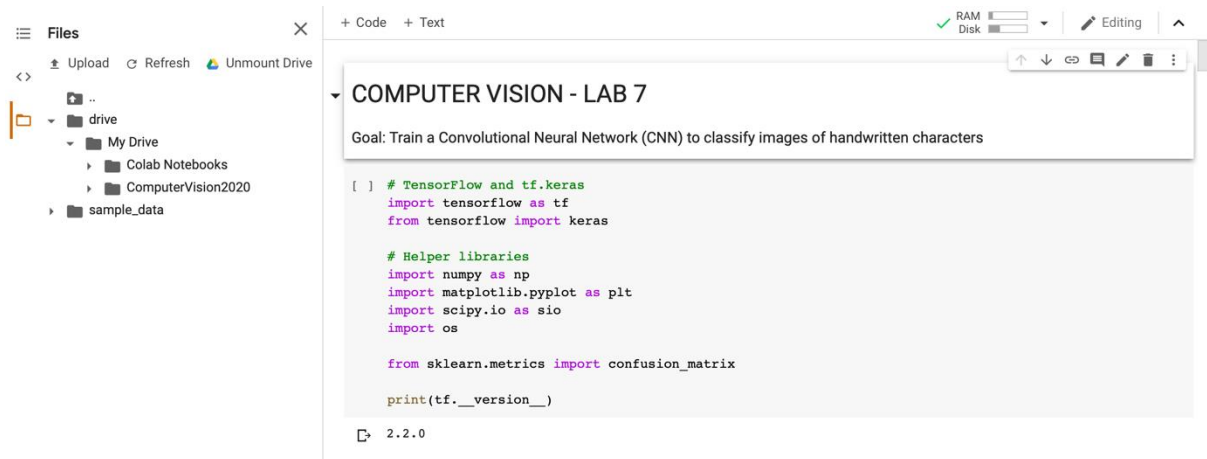 Files
Upload Refresh Unmount Drive
..
drive
My Drive
Colab Notebooks
ComputerVision2020
sample_data
+ Code + Text
RAM
Disk
Editing
COMPUTER VISION - LAB 7
Goal: Train a Convolutional Neural Network (CNN) to classify images of handwritten characters
[ ] # TensorFlow and tf.keras
import tensorflow as tf
from tensorflow import keras
# Helper libraries
import numpy as np
import matplotlib.pyplot as plt
import scipy.io as sio
import os
from sklearn.metrics import confusion_matrix
print(tf.__version__)
2.2.0